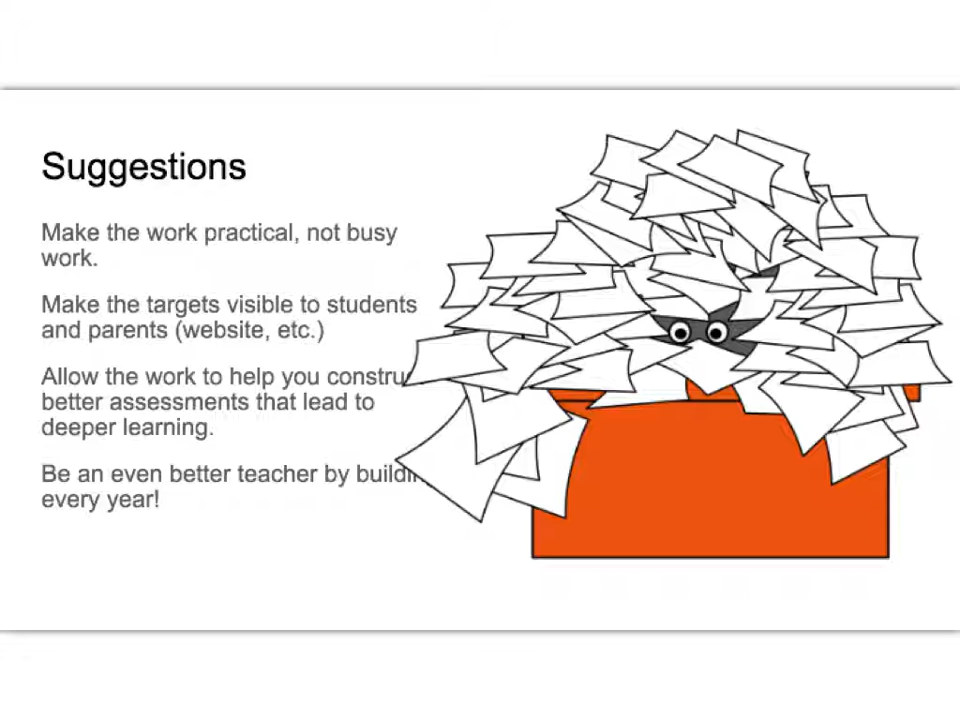 Suggestions
Make the work practical, not busy
work.
Make the targets visible to students
and parents (website, etc.)
Allow the work to help you constru
better assessments that lead to
deeper learning.
Be an even better teacher by buildin
every year!